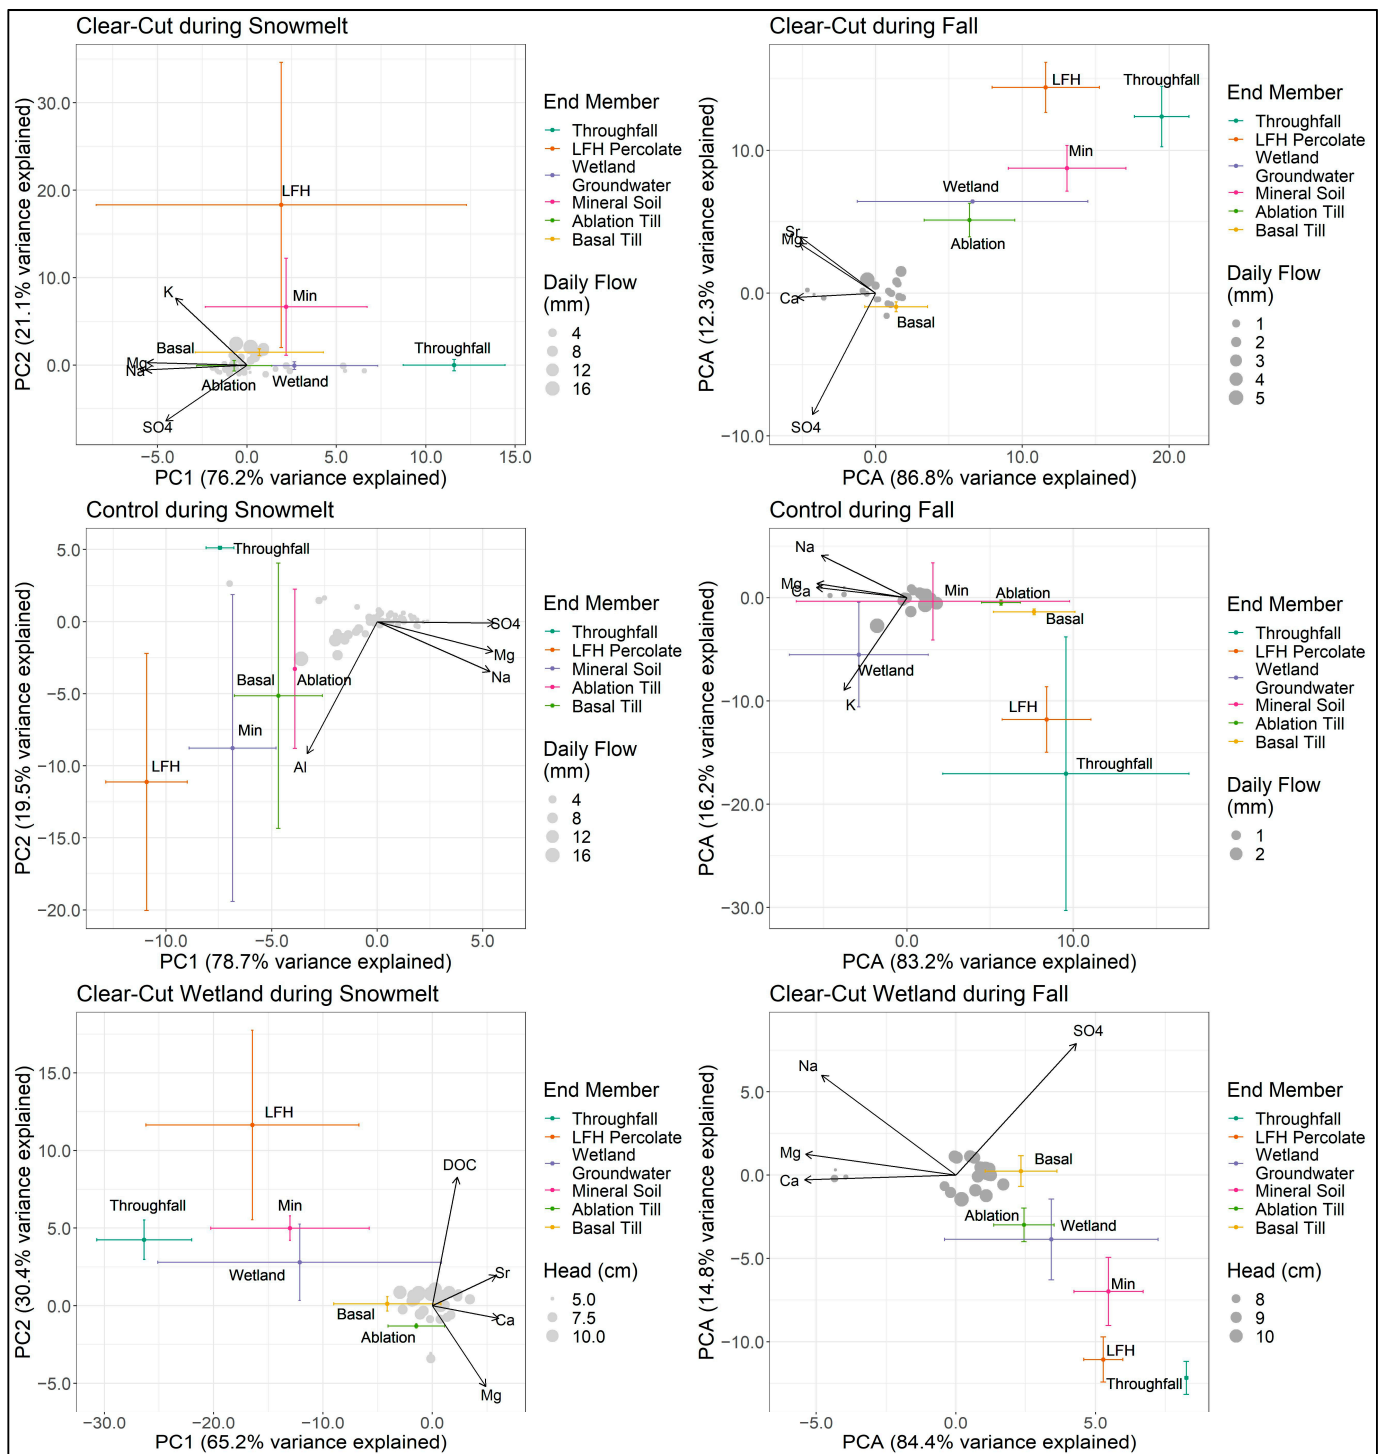 Clear-Cut during Snowmelt
PC2 (21.1% variance explained)
30.0
20.0
10.0
0.0
LFH
Min
K
Basal
Throughfall
Mg
Na
Ablation
Wetland
SO4
−5.0 0.0 5.0 10.0 15.0
PC1 (76.2% variance explained)
End Member
Throughfall
LFH Percolate
Wetland
Groundwater
Mineral Soil
Ablation Till
Basal Till
Daily Flow
(mm)
4
8
12
16
Clear-Cut during Fall
PCA (12.3% variance explained)
10.0
0.0
−10.0
LFH
Throughfall
Min
Wetland
Ablation
Sr
Mg
Ca
Basal
SO4
0.0 10.0 20.0
PCA (86.8% variance explained)
End Member
Throughfall
LFH Percolate
Wetland
Groundwater
Mineral Soil
Ablation Till
Basal Till
Daily Flow
(mm)
1
2
3
4
5
Control during Snowmelt
PC2 (19.5% variance explained)
5.0
0.0
−5.0
−10.0
−15.0
−20.0
Throughfall
SO4
Mg
Na
Basal
Ablation
Min
LFH
Al
−10.0 −5.0 0.0 5.0
PC1 (78.7% variance explained)
End Member
Throughfall
LFH Percolate
Mineral Soil
Ablation Till
Basal Till
Daily Flow
(mm)
4
8
12
16
Control during Fall
PCA (16.2% variance explained)
0.0
−10.0
−20.0
−30.0
Na
Mg
Ca
Min
Ablation
Basal
Wetland
K
LFH
Throughfall
0.0 10.0
PCA (83.2% variance explained)
End Member
Throughfall
LFH Percolate
Wetland
Groundwater
Mineral Soil
Ablation Till
Basal Till
Daily Flow
(mm)
1
2
Clear-Cut Wetland during Snowmelt
PC2 (30.4% variance explained)
15.0
10.0
5.0
0.0
−5.0
LFH
DOC
Throughfall
Min
Wetland
Sr
Basal
Ca
Ablation
Mg
−30.0 −20.0 −10.0 0.0
PC1 (65.2% variance explained)
End Member
Throughfall
LFH Percolate
Wetland
Groundwater
Mineral Soil
Ablation Till
Basal Till
Head (cm)
5.0
7.5
10.0
Clear-Cut Wetland during Fall
PCA (14.8% variance explained)
5.0
0.0
−5.0
−10.0
SO4
Na
Mg
Ca
Basal
Ablation
Wetland
Min
LFH
Throughfall
−5.0 0.0 5.0
PCA (84.4% variance explained)
End Member
Throughfall
LFH Percolate
Wetland
Groundwater
Mineral Soil
Ablation Till
Basal Till
Head (cm)
8
9
10